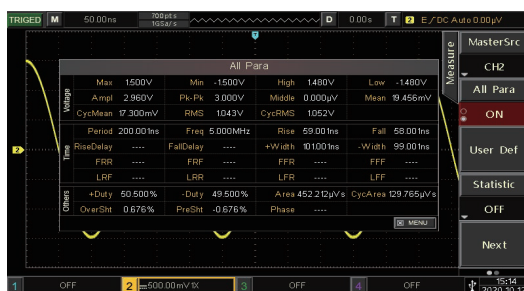 TRIGED M 50.00ns 700pts 1GSa/s D 0.00s T 2 E/DC Auto 0.00μV
All Para
Measure
MasterSrc
CH2
All Para
ON
User Def
Statistic
OFF
Next
Voltage
Max 1.500V Min -1.500V High 1.480V Low -1.480V
Ampl 2.960V Pk-Pk 3.000V Middle 0.000μV Mean 19.456mV
CycMean 17.300mV RMS 1.043V CycRMS 1.052V
Time
Period 200.001ns Freq 5.000MHz Rise 59.001ns Fall 58.001ns
RiseDelay ---- FallDelay ---- +Width 101.001ns -Width 99.001ns
FRR ---- FRF ---- FFR ---- FFF ----
LRF ---- LRR ---- LFR ---- LFF ----
Others
+Duty 50.500% -Duty 49.500% Area 452.212μVs CycArea 129.765μVs
OverSht 0.676% PreSht -0.676% Phase ----
MENU
2
1 OFF 2 500.00mV 1X 3 OFF 4 OFF 15:14